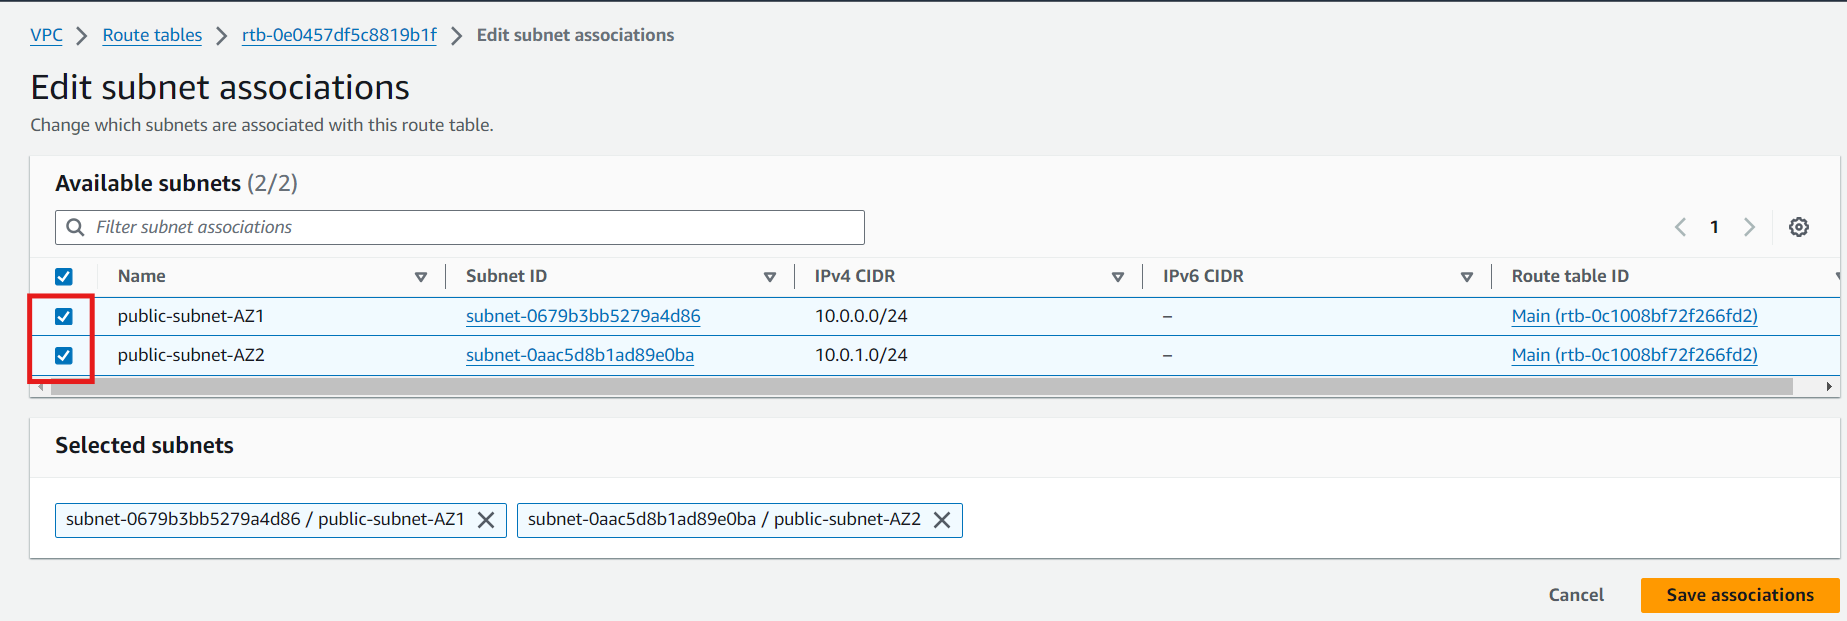 VPC > Route tables > rtb-0e0457df5c8819b1f > Edit subnet associations
Edit subnet associations
Change which subnets are associated with this route table.
Available subnets (2/2)
Filter subnet associations
1
Name Subnet ID IPv4 CIDR IPv6 CIDR Route table ID
public-subnet-AZ1 subnet-0679b3bb5279a4d86 10.0.0.0/24 – Main (rtb-0c1008bf72f266fd2)
public-subnet-AZ2 subnet-0aac5d8b1ad89e0ba 10.0.1.0/24 – Main (rtb-0c1008bf72f266fd2)
Selected subnets
subnet-0679b3bb5279a4d86 / public-subnet-AZ1 subnet-0aac5d8b1ad89e0ba / public-subnet-AZ2
Cancel Save associations